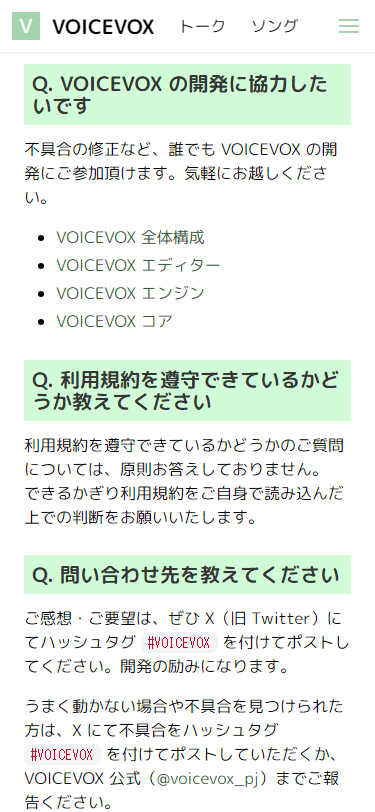 V VOICEVOX トーク ソング
Q. VOICEVOX の開発に協力した
いです
不具合の修正など、誰でも VOICEVOX の開
発にご参加頂けます。気軽にお越しくださ
い。
VOICEVOX 全体構成
VOICEVOX エディター
VOICEVOX エンジン
VOICEVOX コア
Q. 利用規約を遵守できているかど
うか教えてください
利用規約を遵守できているかどうかのご質問
については、原則お答えしておりません。
できるかぎり利用規約をご自身で読み込んだ
上での判断をお願いいたします。
Q. 問い合わせ先を教えてください
ご感想・ご要望は、ぜひ X（旧 Twitter）に
てハッシュタグ #VOICEVOX を付けてポストし
てください。開発の励みになります。
うまく動かない場合や不具合を見つけられた
方は、X にて不具合をハッシュタグ
#VOICEVOX を付けてポストしていただくか、
VOICEVOX 公式（@voicevox_pj）までご報
告ください。